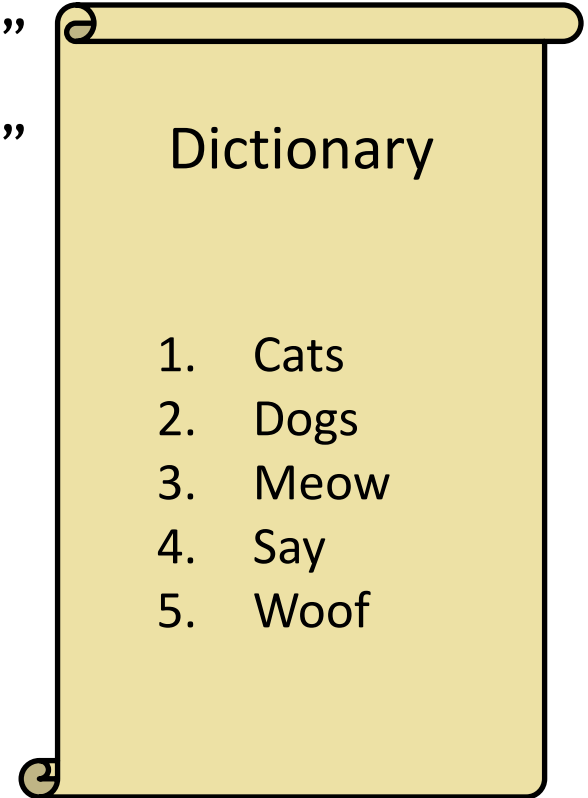 ”
”
Dictionary
1. Cats
2. Dogs
3. Meow
4. Say
5. Woof